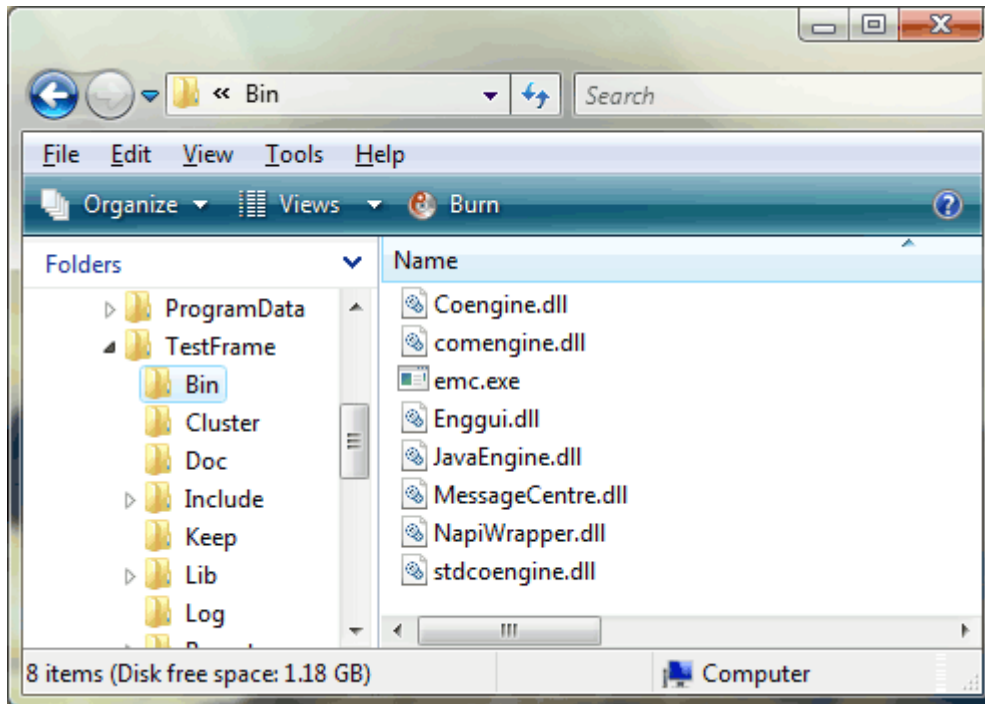 « Bin
Search
File Edit View Tools Help
Organize Views Burn
Folders
Name
ProgramData
TestFrame
Bin
Cluster
Doc
Include
Keep
Lib
Log
Coengine.dll
comengine.dll
emc.exe
Enggui.dll
JavaEngine.dll
MessageCentre.dll
NapiWrapper.dll
stdcoengine.dll
8 items (Disk free space: 1.18 GB)
Computer